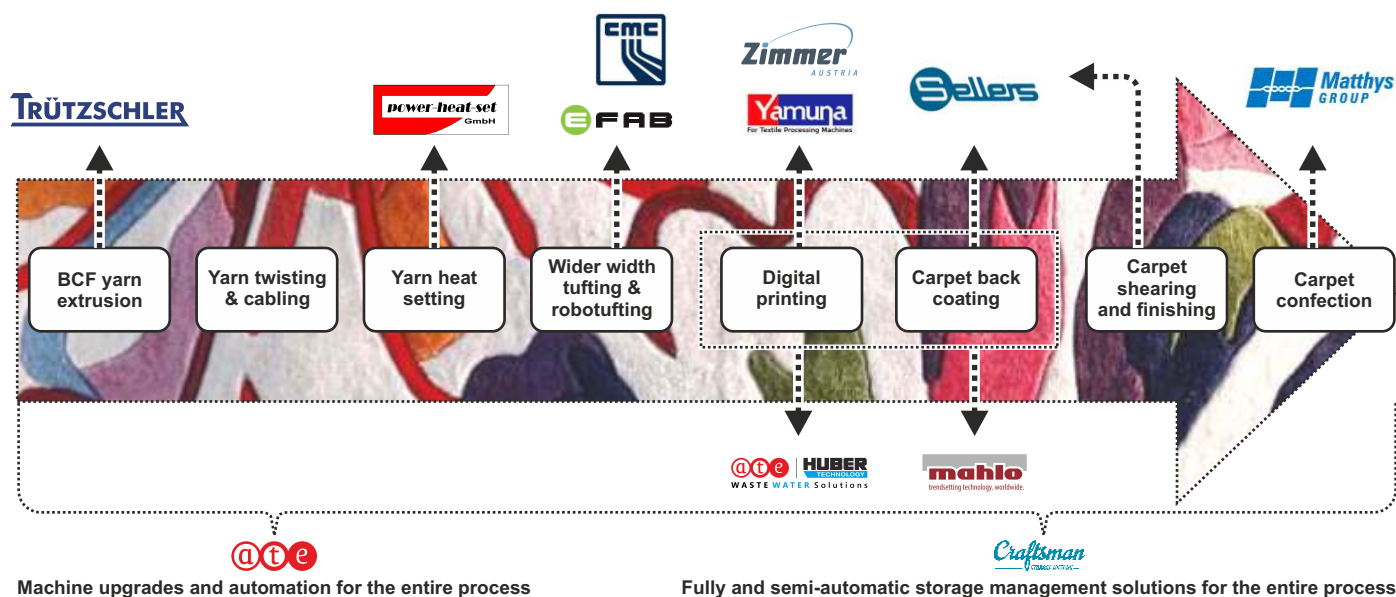 cmc
Zimmer
AUSTRIA
Sellers
Matthys
GROUP
TRÜTZSCHLER
power-heat-set
GmbH
EFAB
Yamuna
For Textile Processing Machines
BCF yarn
extrusion
Yarn twisting
& cabling
Yarn heat
setting
Wider width
tufting &
robotufting
Digital
printing
Carpet back
coating
Carpet
shearing
and finishing
Carpet
confection
ate HUBER
TECHNOLOGY
WASTE WATER Solutions
mahlo
trendsetting technology. worldwide.
ate
Machine upgrades and automation for the entire process
Craftsman
STORAGE SYSTEMS
Fully and semi-automatic storage management solutions for the entire process